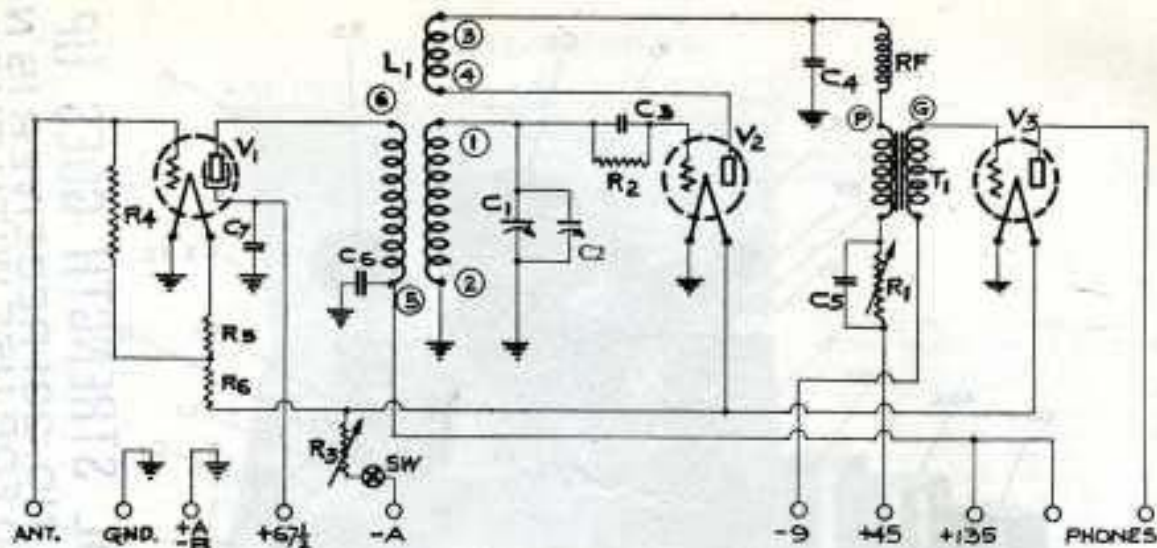 3
4
L1
C4
RF
6
P
G
V1
1
C3
R2
V2
T1
V3
R4
C7
C1
C2
C6
5
2
C5
R1
R5
R6
R3
SW
ANT. GND. +A -B +67½ -A -9 +45 +135 PHONES